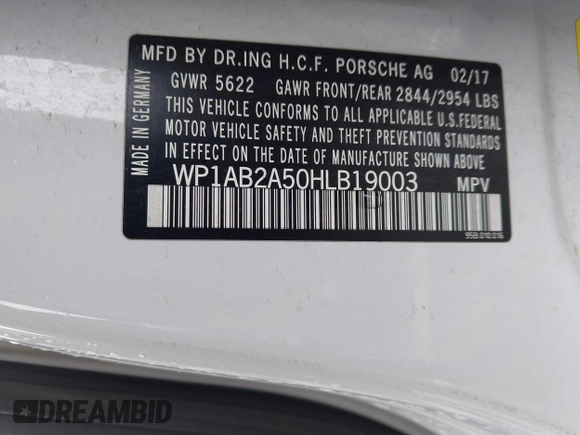 MFD BY DR.ING H.C.F. PORSCHE AG 02/17
GVWR 5622 GAWR FRONT/REAR 2844/2954 LBS
THIS VEHICLE CONFORMS TO ALL APPLICABLE U.S.FEDERAL
MOTOR VEHICLE SAFETY AND THEFT PREVENTION STANDARDS
IN EFFECT ON THE DATE OF MANUFACTURE SHOWN ABOVE
WP1AB2A50HLB19003 MPV
MADE IN GERMANY
95B.010.016
DREAMBID